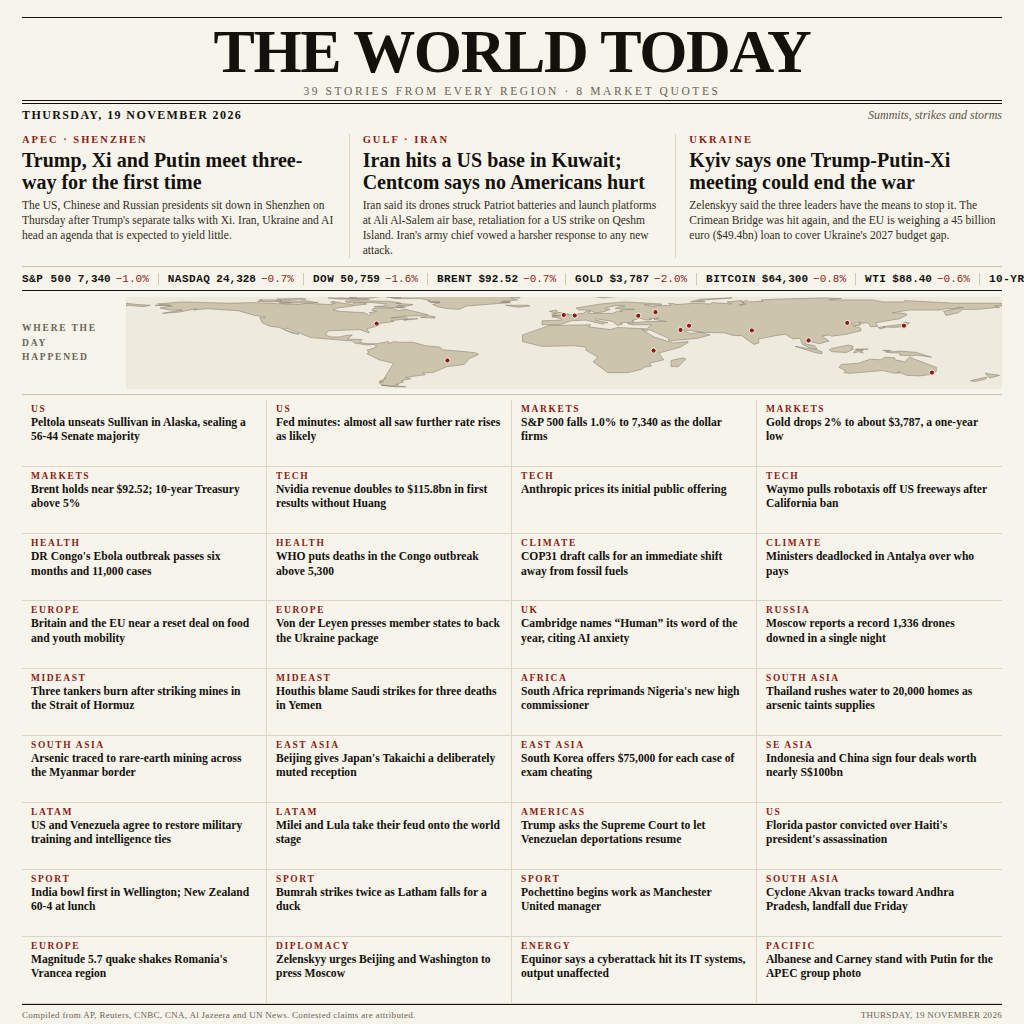 THE WORLD TODAY
39 STORIES FROM EVERY REGION · 8 MARKET QUOTES
THURSDAY, 19 NOVEMBER 2026
Summits, strikes and storms
APEC · SHENZHEN
Trump, Xi and Putin meet three-
way for the first time
The US, Chinese and Russian presidents sit down in Shenzhen on
Thursday after Trump's separate talks with Xi. Iran, Ukraine and AI
head an agenda that is expected to yield little.
GULF · IRAN
Iran hits a US base in Kuwait;
Centcom says no Americans hurt
Iran said its drones struck Patriot batteries and launch platforms
at Ali Al-Salem air base, retaliation for a US strike on Qeshm
Island. Iran's army chief vowed a harsher response to any new
attack.
UKRAINE
Kyiv says one Trump-Putin-Xi
meeting could end the war
Zelenskyy said the three leaders have the means to stop it. The
Crimean Bridge was hit again, and the EU is weighing a 45 billion
euro ($49.4bn) loan to cover Ukraine's 2027 budget gap.
S&P 500 7,340 −1.0% NASDAQ 24,328 −0.7% DOW 50,759 −1.6% BRENT $92.52 −0.7% GOLD $3,787 −2.0% BITCOIN $64,300 −0.8% WTI $88.40 −0.6% 10-YR
WHERE THE
DAY
HAPPENED
US
Peltola unseats Sullivan in Alaska, sealing a
56-44 Senate majority
US
Fed minutes: almost all saw further rate rises
as likely
MARKETS
S&P 500 falls 1.0% to 7,340 as the dollar
firms
MARKETS
Gold drops 2% to about $3,787, a one-year
low
MARKETS
Brent holds near $92.52; 10-year Treasury
above 5%
TECH
Nvidia revenue doubles to $115.8bn in first
results without Huang
TECH
Anthropic prices its initial public offering
TECH
Waymo pulls robotaxis off US freeways after
California ban
HEALTH
DR Congo's Ebola outbreak passes six
months and 11,000 cases
HEALTH
WHO puts deaths in the Congo outbreak
above 5,300
CLIMATE
COP31 draft calls for an immediate shift
away from fossil fuels
CLIMATE
Ministers deadlocked in Antalya over who
pays
EUROPE
Britain and the EU near a reset deal on food
and youth mobility
EUROPE
Von der Leyen presses member states to back
the Ukraine package
UK
Cambridge names “Human” its word of the
year, citing AI anxiety
RUSSIA
Moscow reports a record 1,336 drones
downed in a single night
MIDEAST
Three tankers burn after striking mines in
the Strait of Hormuz
MIDEAST
Houthis blame Saudi strikes for three deaths
in Yemen
AFRICA
South Africa reprimands Nigeria's new high
commissioner
SOUTH ASIA
Thailand rushes water to 20,000 homes as
arsenic taints supplies
SOUTH ASIA
Arsenic traced to rare-earth mining across
the Myanmar border
EAST ASIA
Beijing gives Japan's Takaichi a deliberately
muted reception
EAST ASIA
South Korea offers $75,000 for each case of
exam cheating
SE ASIA
Indonesia and China sign four deals worth
nearly S$100bn
LATAM
US and Venezuela agree to restore military
training and intelligence ties
LATAM
Milei and Lula take their feud onto the world
stage
AMERICAS
Trump asks the Supreme Court to let
Venezuelan deportations resume
US
Florida pastor convicted over Haiti's
president's assassination
SPORT
India bowl first in Wellington; New Zealand
60-4 at lunch
SPORT
Bumrah strikes twice as Latham falls for a
duck
SPORT
Pochettino begins work as Manchester
United manager
SOUTH ASIA
Cyclone Akvan tracks toward Andhra
Pradesh, landfall due Friday
EUROPE
Magnitude 5.7 quake shakes Romania's
Vrancea region
DIPLOMACY
Zelenskyy urges Beijing and Washington to
press Moscow
ENERGY
Equinor says a cyberattack hit its IT systems,
output unaffected
PACIFIC
Albanese and Carney stand with Putin for the
APEC group photo
Compiled from AP, Reuters, CNBC, CNA, Al Jazeera and UN News. Contested claims are attributed.
THURSDAY, 19 NOVEMBER 2026